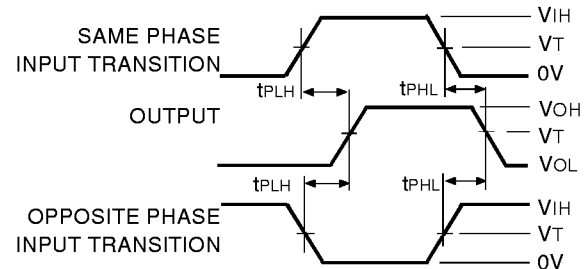 SAME PHASE
INPUT TRANSITION
VIH
VT
0V
tPLH
tPHL
OUTPUT
VOH
VT
VOL
tPLH
tPHL
OPPOSITE PHASE
INPUT TRANSITION
VIH
VT
0V